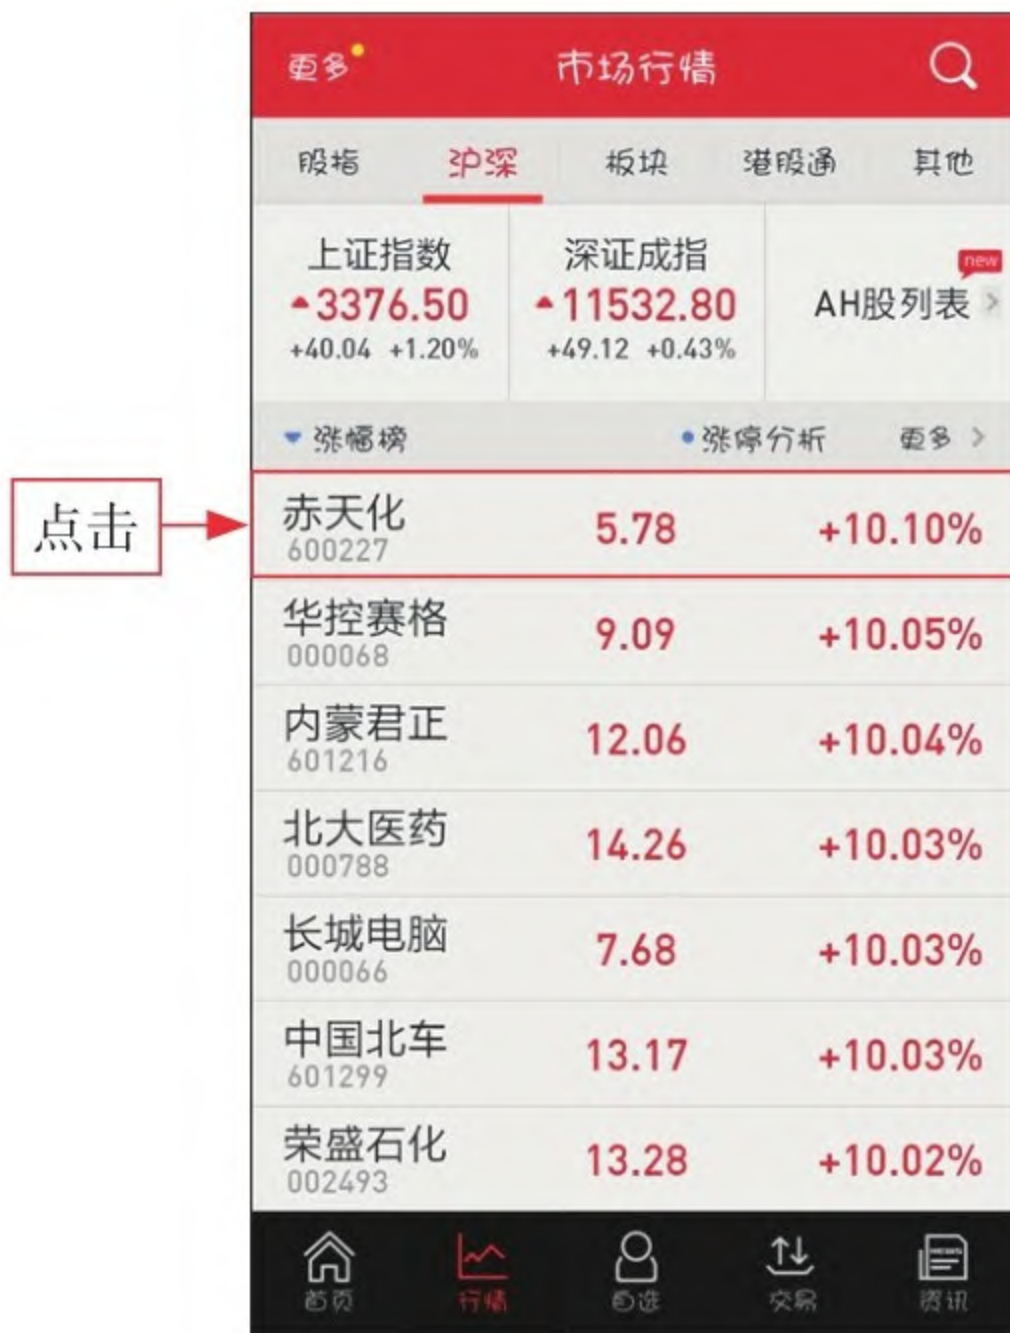 更多 市场行情
股指 沪深 板块 港股通 其他
上证指数 深证成指
new
3376.50 11532.80 AH股列表
+40.04 +1.20% +49.12 +0.43%
涨幅榜 涨停分析 更多
点击
赤天化 5.78 +10.10%
600227
华控赛格 9.09 +10.05%
000068
内蒙君正 12.06 +10.04%
601216
北大医药 14.26 +10.03%
000788
长城电脑 7.68 +10.03%
000066
中国北车 13.17 +10.03%
601299
荣盛石化 13.28 +10.02%
002493
NEWS
首页 行情 自选 交易 资讯